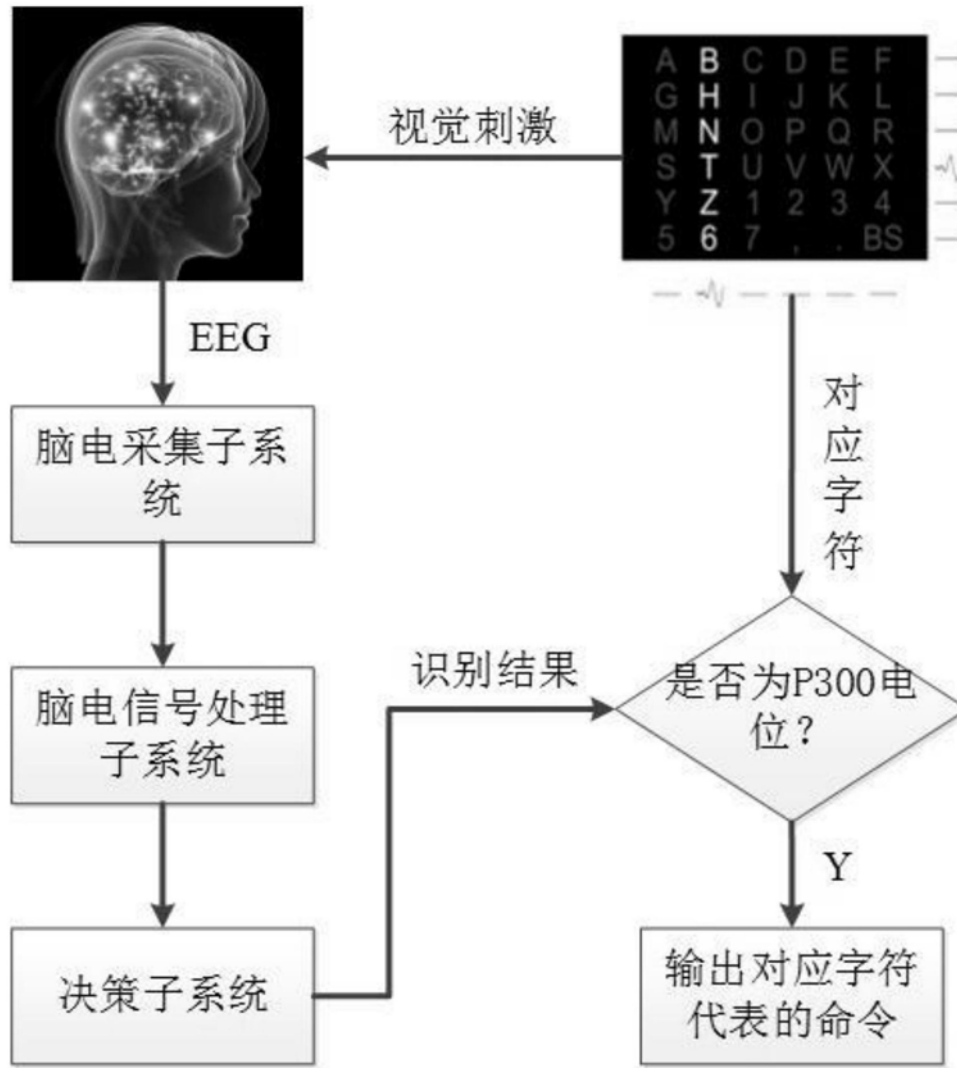 A B C D E F
G H I J K L
M N O P Q R
S T U V W X
Y Z 1 2 3 4
5 6 7 , . BS
视觉刺激
EEG
对应字符
脑电采集子系
统
识别结果
是否为P300电
位？
脑电信号处理
子系统
Y
决策子系统
输出对应字符
代表的命令